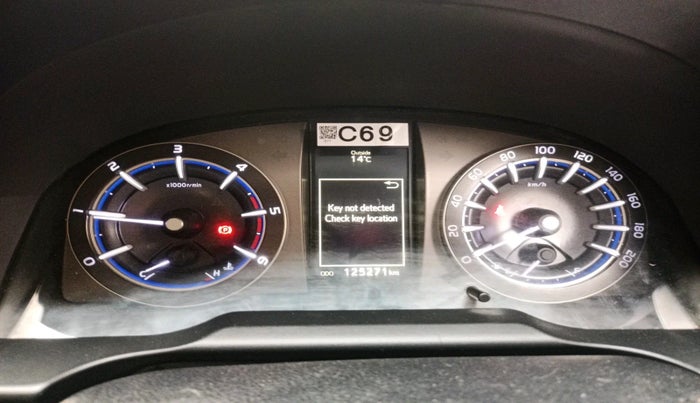 C69
Outside
14°C
Key not detected
Check key location
ODO 125271 km
0 1 2 3 4 5 6
x1000r/min
P
C H
0 20 40 60 80 100 120 140 160 180 200
km/h
F